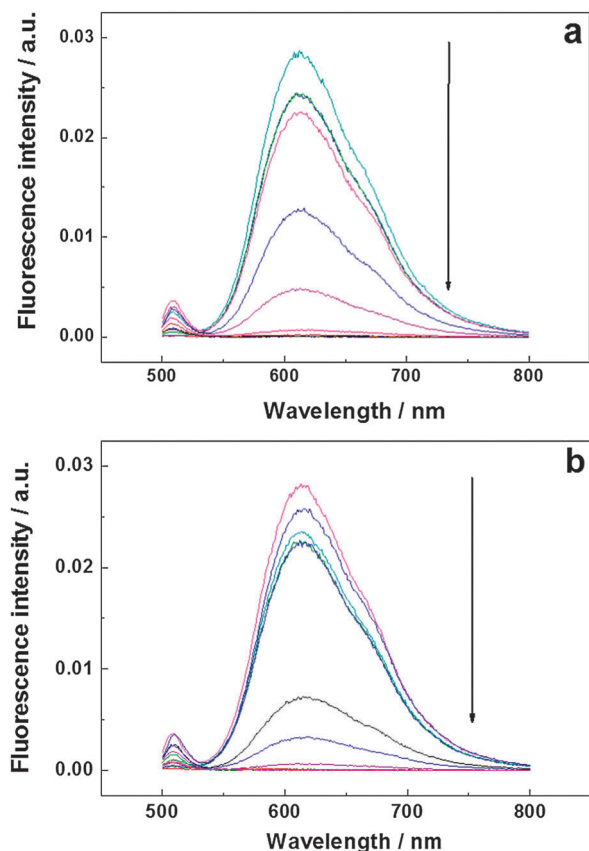 a
Fluorescence intensity / a.u.
0.03
0.02
0.01
0.00
500 600 700 800
Wavelength / nm
b
Fluorescence intensity / a.u.
0.03
0.02
0.01
0.00
500 600 700 800
Wavelength / nm